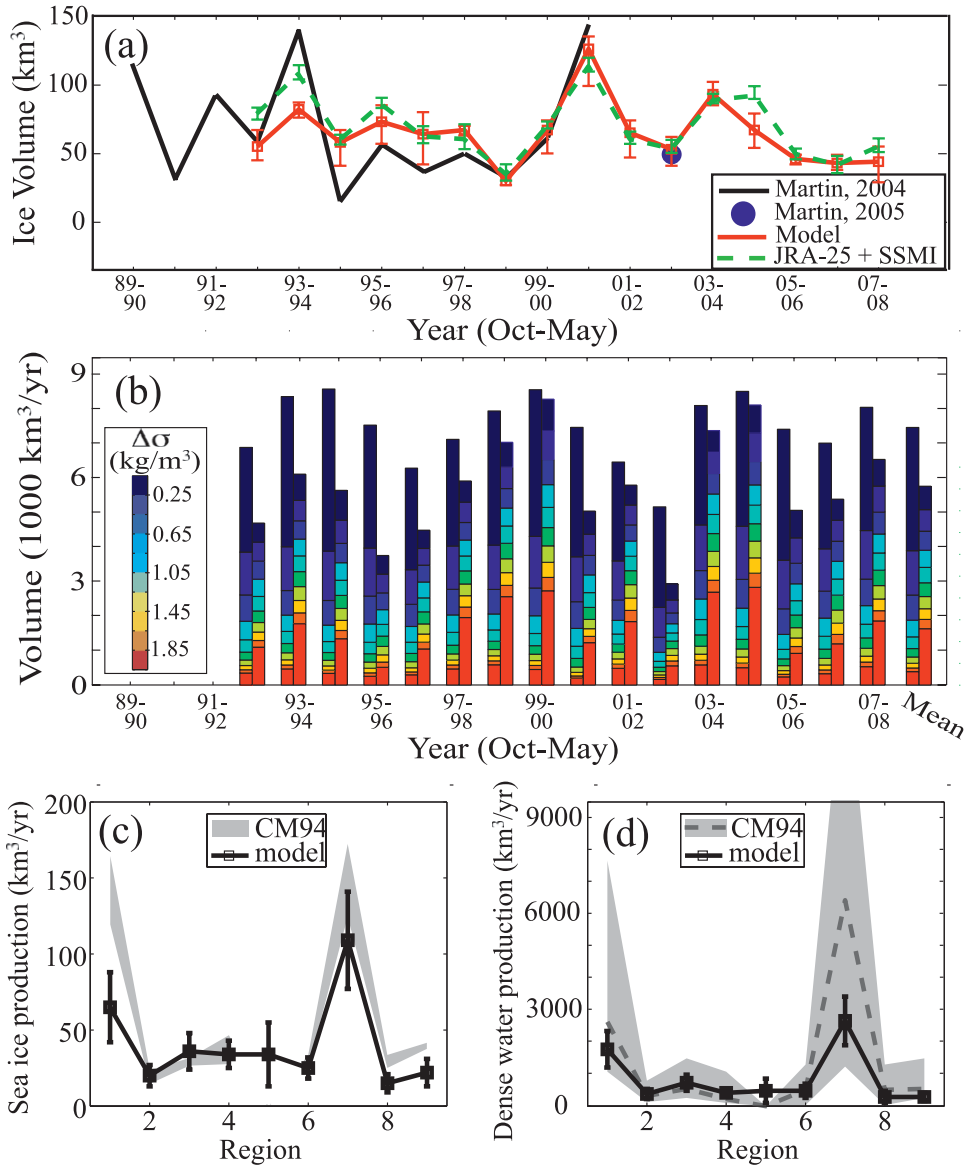 (a)
Ice Volume (km³)
150
100
50
0
Martin, 2004
Martin, 2005
Model
JRA-25 + SSMI
89-90
91-92
93-94
95-96
97-98
99-00
01-02
03-04
05-06
07-08
Year (Oct-May)
(b)
Volume (1000 km³/yr)
9
6
3
0
Δσ
(kg/m³)
0.25
0.65
1.05
1.45
1.85
89-90
91-92
93-94
95-96
97-98
99-00
01-02
03-04
05-06
07-08
Mean
Year (Oct-May)
(c)
Sea ice production (km³/yr)
200
150
100
50
0
CM94
model
2
4
6
8
Region
(d)
Dense water production (km³/yr)
9000
6000
3000
0
CM94
model
2
4
6
8
Region